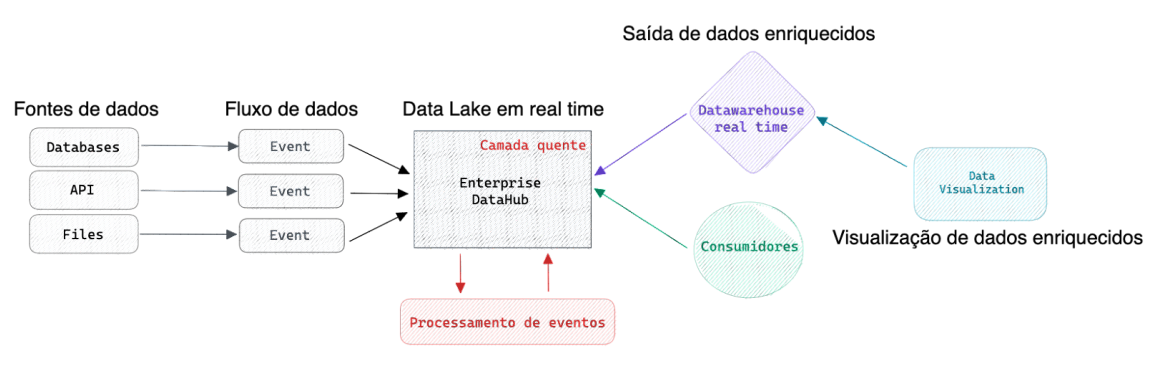 Saída de dados enriquecidos
Fontes de dados
Fluxo de dados
Data Lake em real time
Databases
Event
API
Event
Files
Event
Camada quente
Enterprise
DataHub
Processamento de eventos
Datawarehouse
real time
Consumidores
Data
Visualization
Visualização de dados enriquecidos